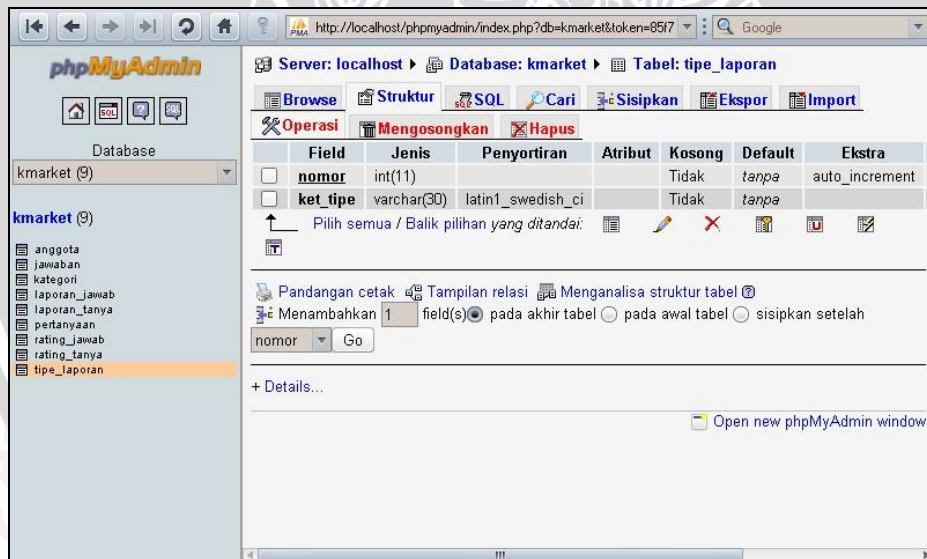 PMA http://localhost/phpmyadmin/index.php?db=kmarket&token=85f7 Google
phpMyAdmin
SQL
Database
kmarket (9)
kmarket (9)
anggota
jawaban
kategori
laporan_jawab
laporan_tanya
pertanyaan
rating_jawab
rating_tanya
tipe_laporan
Server: localhost Database: kmarket Tabel: tipe_laporan
Browse Struktur SQL Cari Sisipkan Ekspor Import
Operasi Mengosongkan Hapus
Field Jenis Penyortiran Atribut Kosong Default Ekstra
nomor int(11) Tidak tanpa auto_increment
ket_tipe varchar(30) latin1_swedish_ci Tidak tanpa
Pilih semua / Balik pilihan yang ditandai:
Pandangan cetak Tampilan relasi Menganalisa struktur tabel
Menambahkan 1 field(s) pada akhir tabel pada awal tabel sisipkan setelah
nomor Go
+ Details...
Open new phpMyAdmin window